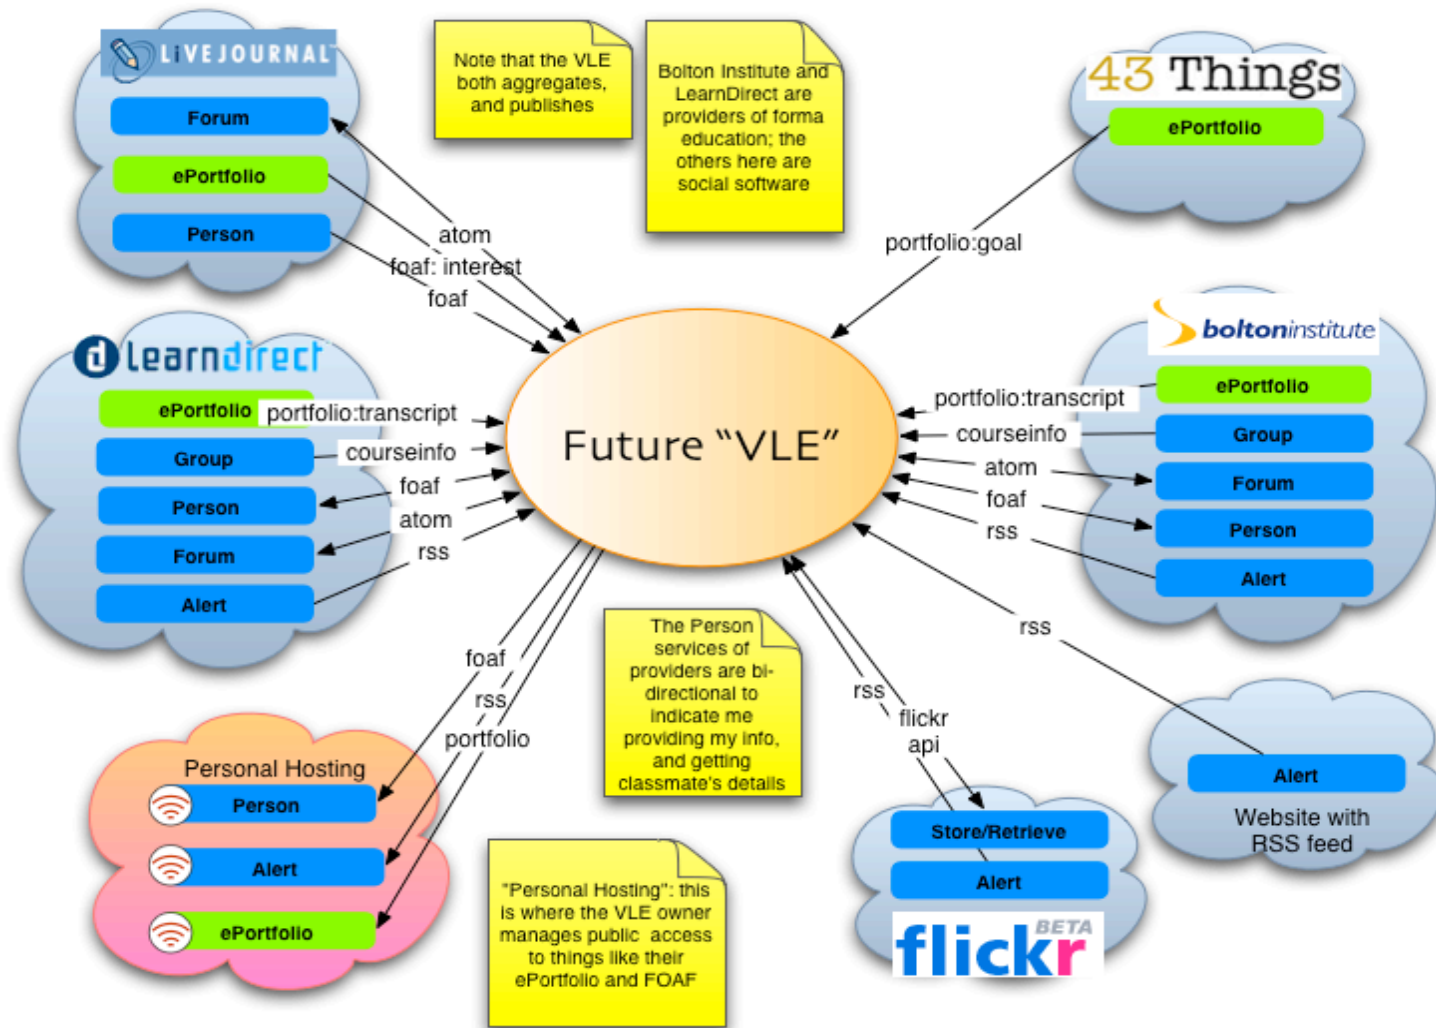 LiVEJOURNAL
Forum
ePortfolio
Person
atom
foaf: interest
foaf
Note that the VLE
both aggregates,
and publishes
Bolton Institute and
LearnDirect are
providers of forma
education; the
others here are
social software
43 Things
ePortfolio
portfolio:goal
learndirect
ePortfolio
Group
Person
Forum
Alert
portfolio:transcript
courseinfo
foaf
atom
rss
Future “VLE”
boltoninstitute
ePortfolio
Group
Forum
Person
Alert
portfolio:transcript
courseinfo
atom
foaf
rss
foaf
rss
portfolio
Personal Hosting
Person
Alert
ePortfolio
The Person
services of
providers are bi-
directional to
indicate me
providing my info,
and getting
classmate's details
"Personal Hosting": this
is where the VLE owner
manages public access
to things like their
ePortfolio and FOAF
rss
flickr
api
Store/Retrieve
Alert
flickr
BETA
rss
Alert
Website with
RSS feed